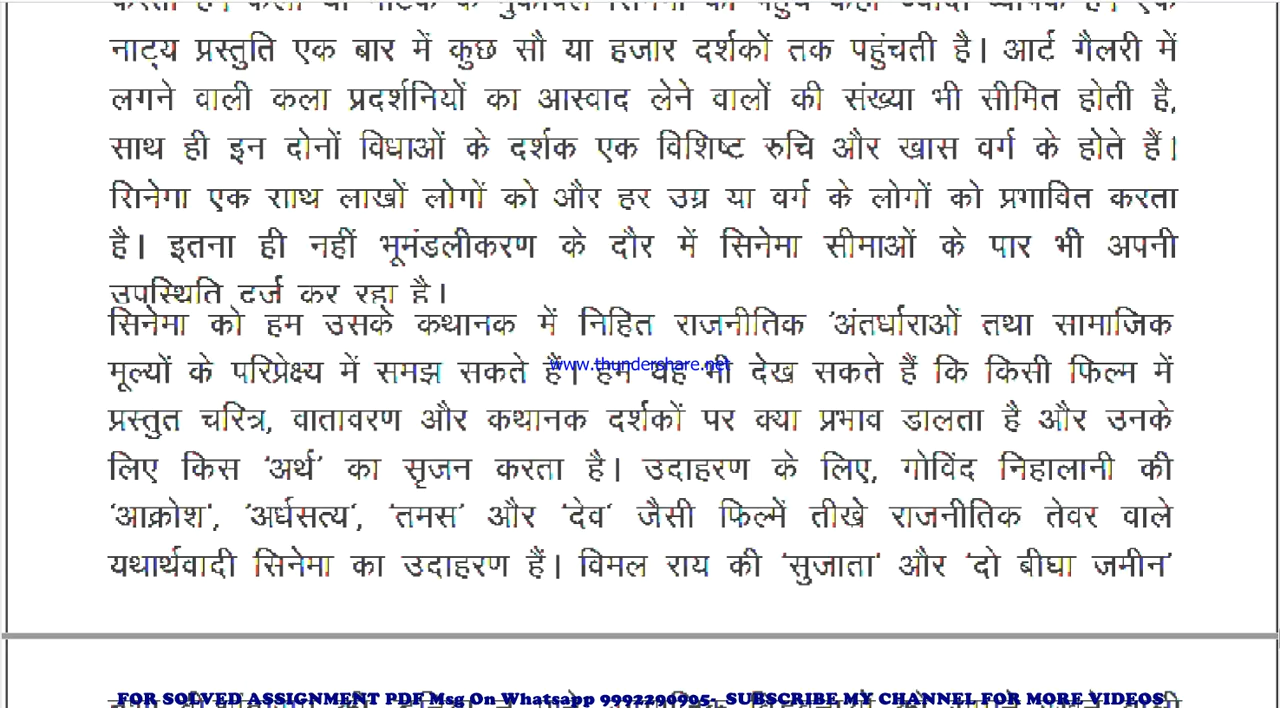 नाट्य प्रस्तुति एक बार में कुछ सौ या हजार दर्शकों तक पहुंचती है। आर्ट गैलरी में
लगने वाली कला प्रदर्शनियों का आस्वाद लेने वालों की संख्या भी सीमित होती है,
साथ ही इन दोनों विधाओं के दर्शक एक विशिष्ट रुचि और खास वर्ग के होते हैं।
सिनेमा एक साथ लाखों लोगों को और हर उम्र या वर्ग के लोगों को प्रभावित करता
है। इतना ही नहीं भूमंडलीकरण के दौर में सिनेमा सीमाओं के पार भी अपनी
उपस्थिति दर्ज कर रहा है।
सिनेमा को हम उसके कथानक में निहित राजनीतिक 'अंतर्धाराओं तथा सामाजिक
मूल्यों के परिप्रेक्ष्य में समझ सकते हैं। हम यह भी देख सकते हैं कि किसी फिल्म में
www.thundershare.net
प्रस्तुत चरित्र, वातावरण और कथानक दर्शकों पर क्या प्रभाव डालता है और उनके
लिए किस 'अर्थ' का सृजन करता है। उदाहरण के लिए, गोविंद निहालानी की
'आक्रोश', 'अर्धसत्य', 'तमस' और 'देव' जैसी फिल्में तीखे राजनीतिक तेवर वाले
यथार्थवादी सिनेमा का उदाहरण हैं। विमल राय की 'सुजाता' और 'दो बीघा जमीन'
FOR SOLVED ASSIGNMENT PDF Msg On Whatsapp 9992290905- SUBSCRIBE MY CHANNEL FOR MORE VIDEOS